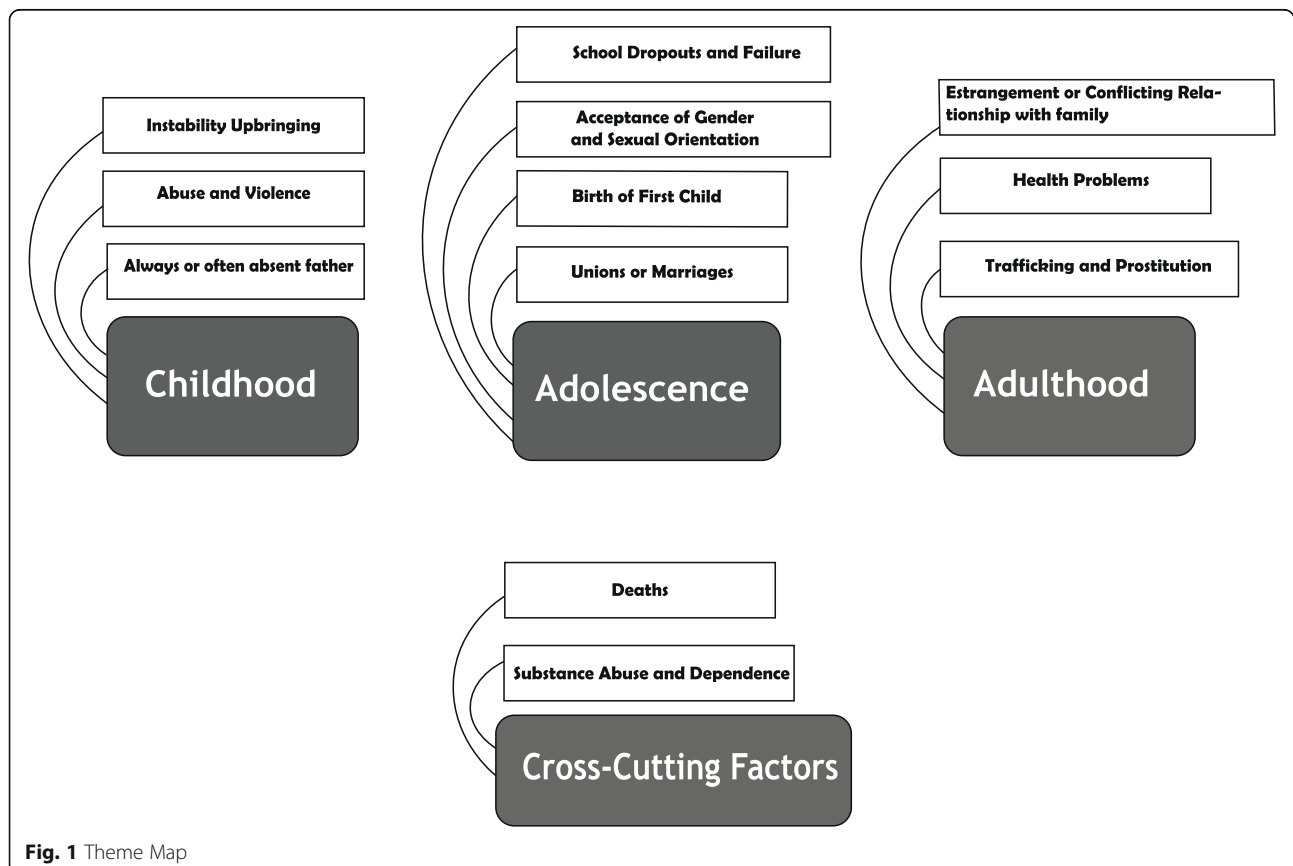 Instability Upbringing
Abuse and Violence
Always or often absent father
Childhood
School Dropouts and Failure
Acceptance of Gender
and Sexual Orientation
Birth of First Child
Unions or Marriages
Adolescence
Estrangement or Conflicting Rela-
tionship with family
Health Problems
Trafficking and Prostitution
Adulthood
Deaths
Substance Abuse and Dependence
Cross-Cutting Factors
Fig. 1 Theme Map